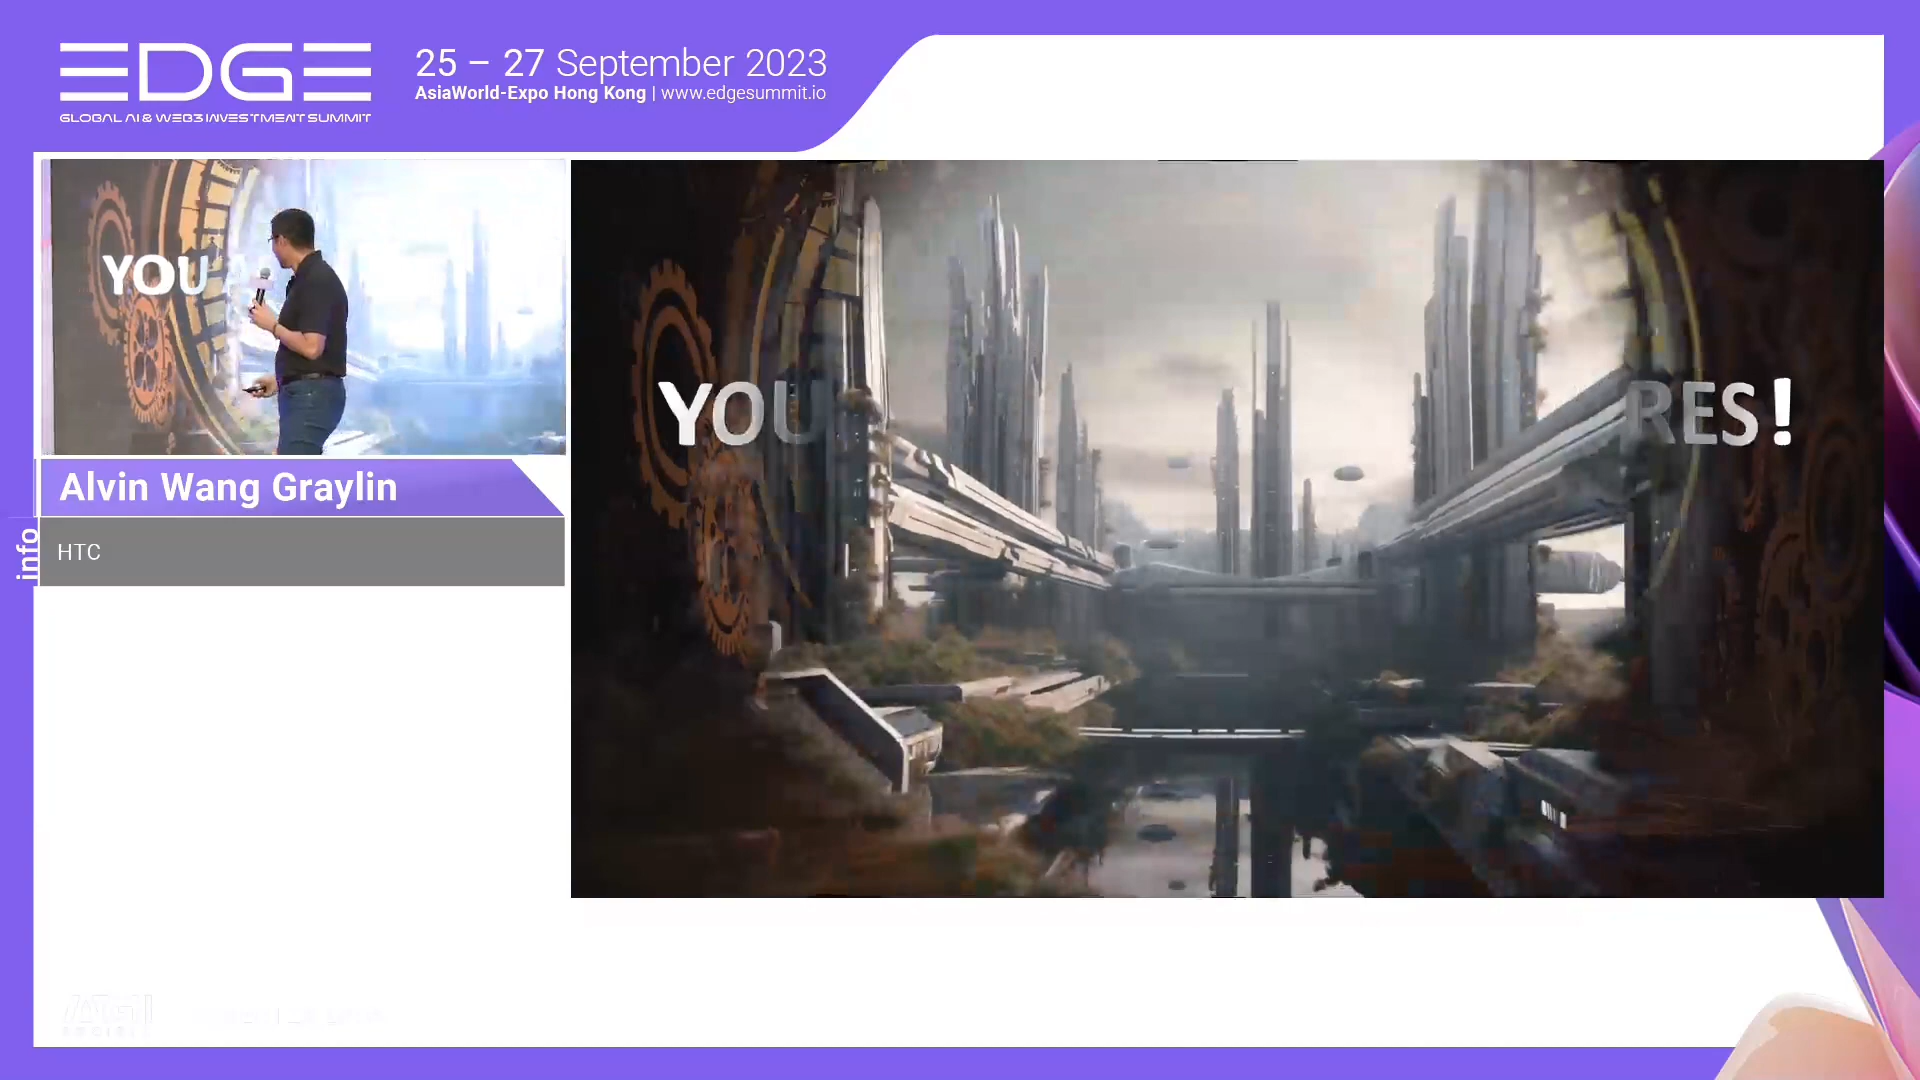 EDGE
GLOBAL AI & WEB3 INVESTMENT SUMMIT
25 – 27 September 2023
AsiaWorld-Expo Hong Kong | www.edgesummit.io
YOU
Alvin Wang Graylin
info
HTC
YOU RES!